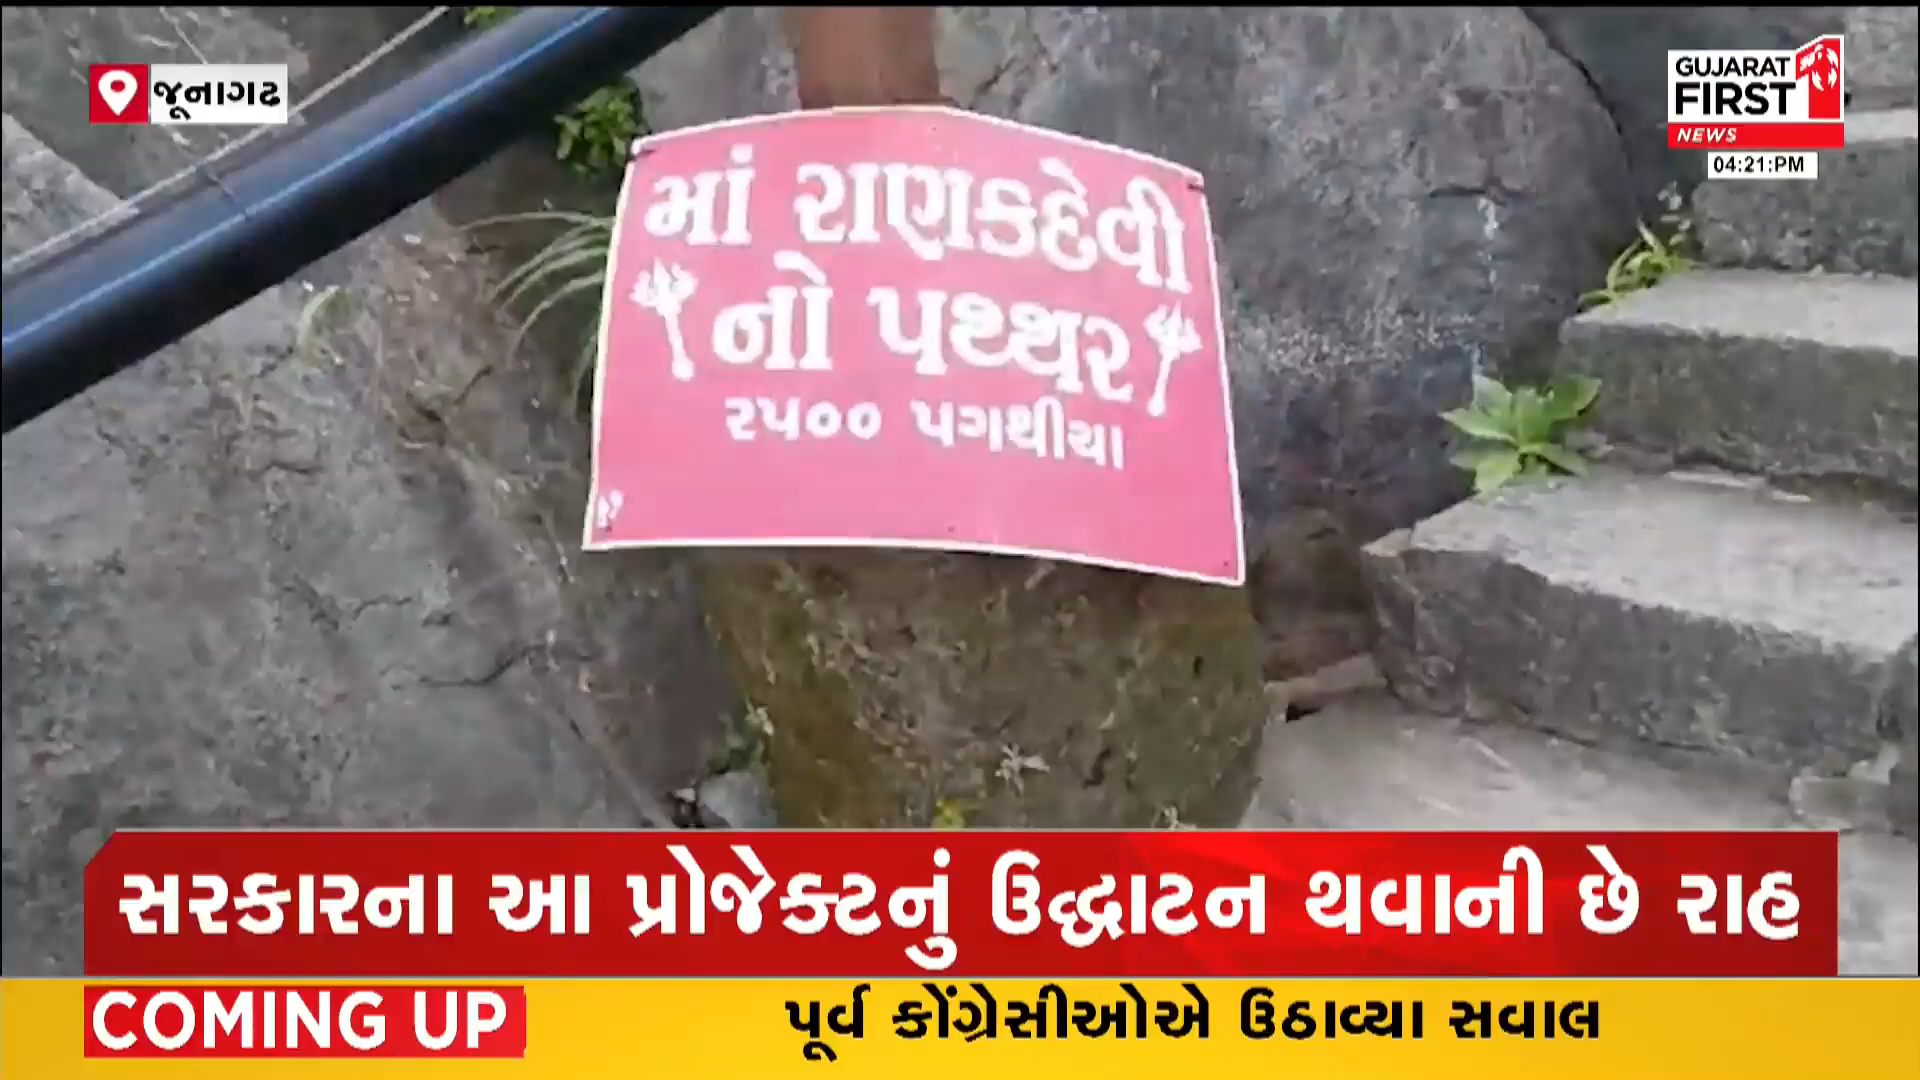 જૂનાગઢ
GUJARAT
FIRST
NEWS
04:21:PM
માં રાણકદેવી
નો પથ્થર
૨૫૦૦ પગથીયા
સરકારના આ પ્રોજેક્ટનું ઉદ્ઘાટન થવાની છે રાહ
COMING UP
પૂર્વ કોંગ્રેસીઓએ ઉઠાવ્યા સવાલ